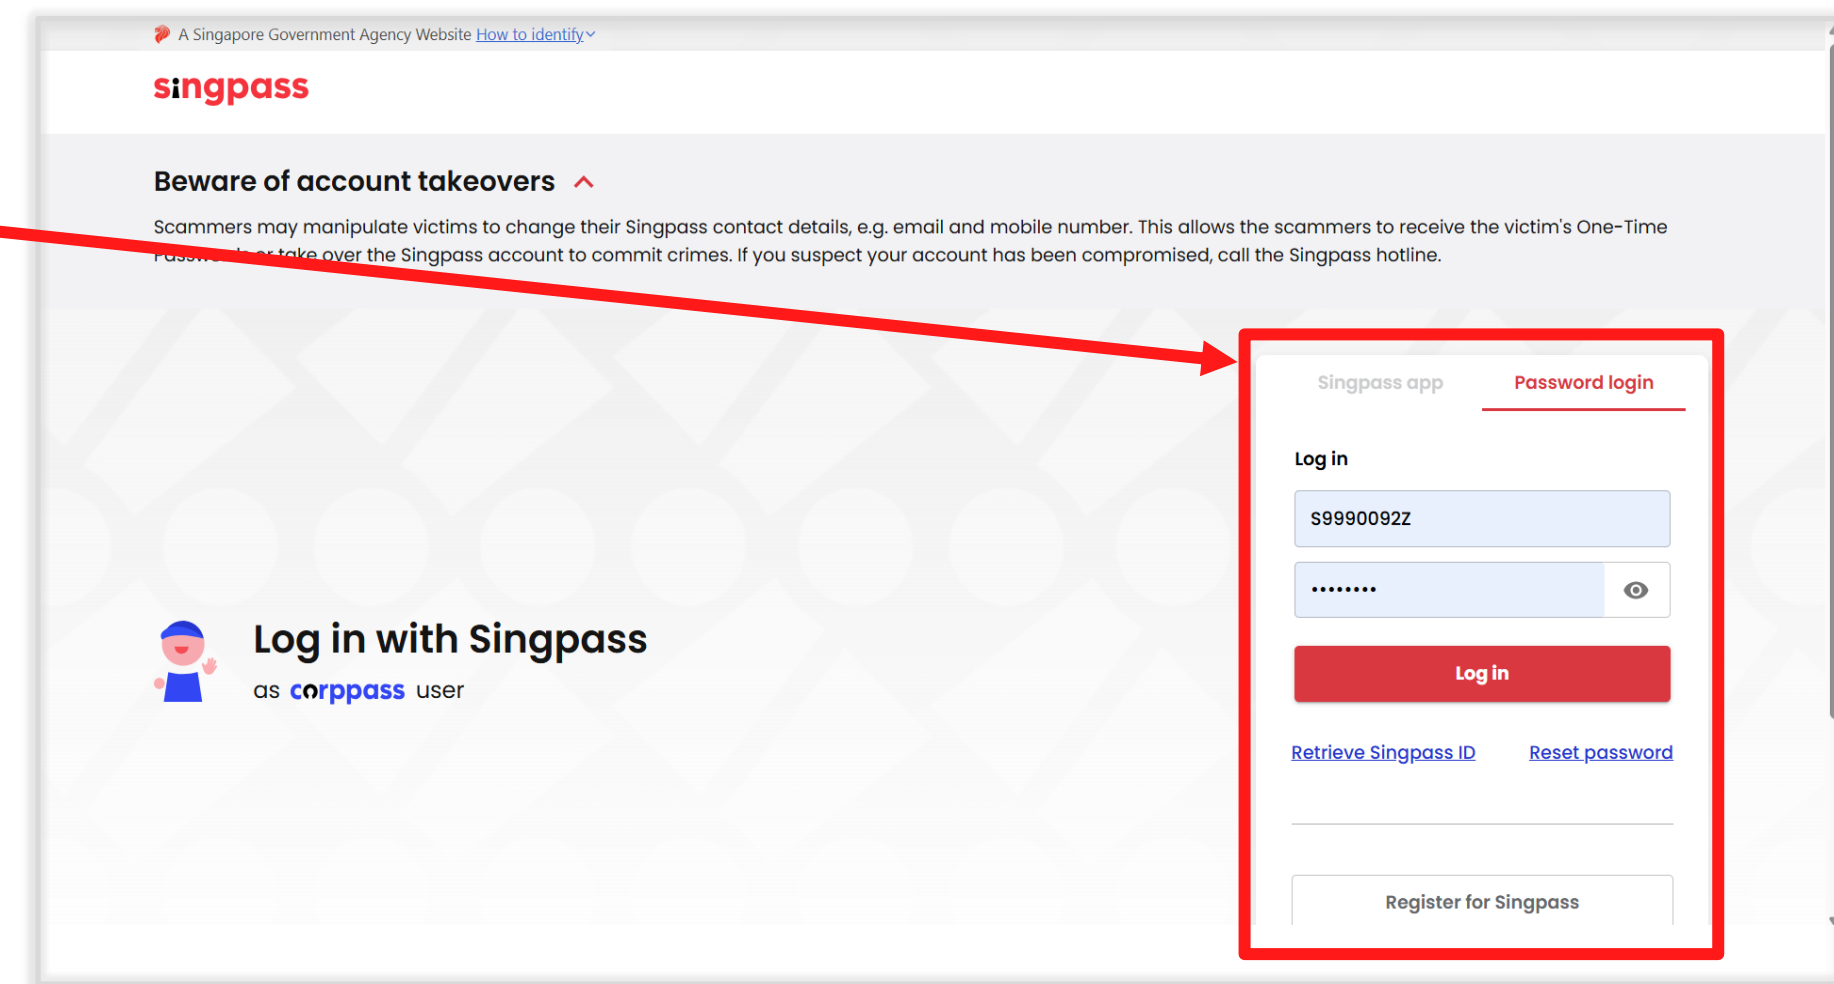 A Singapore Government Agency Website How to identify
singpass
Beware of account takeovers
Scammers may manipulate victims to change their Singpass contact details, e.g. email and mobile number. This allows the scammers to receive the victim's One-Time
or take over the Singpass account to commit crimes. If you suspect your account has been compromised, call the Singpass hotline.
Singpass app Password login
Log in
S9990092Z
••••••••
Log in
Retrieve Singpass ID Reset password
Register for Singpass
Log in with Singpass
as corppass user